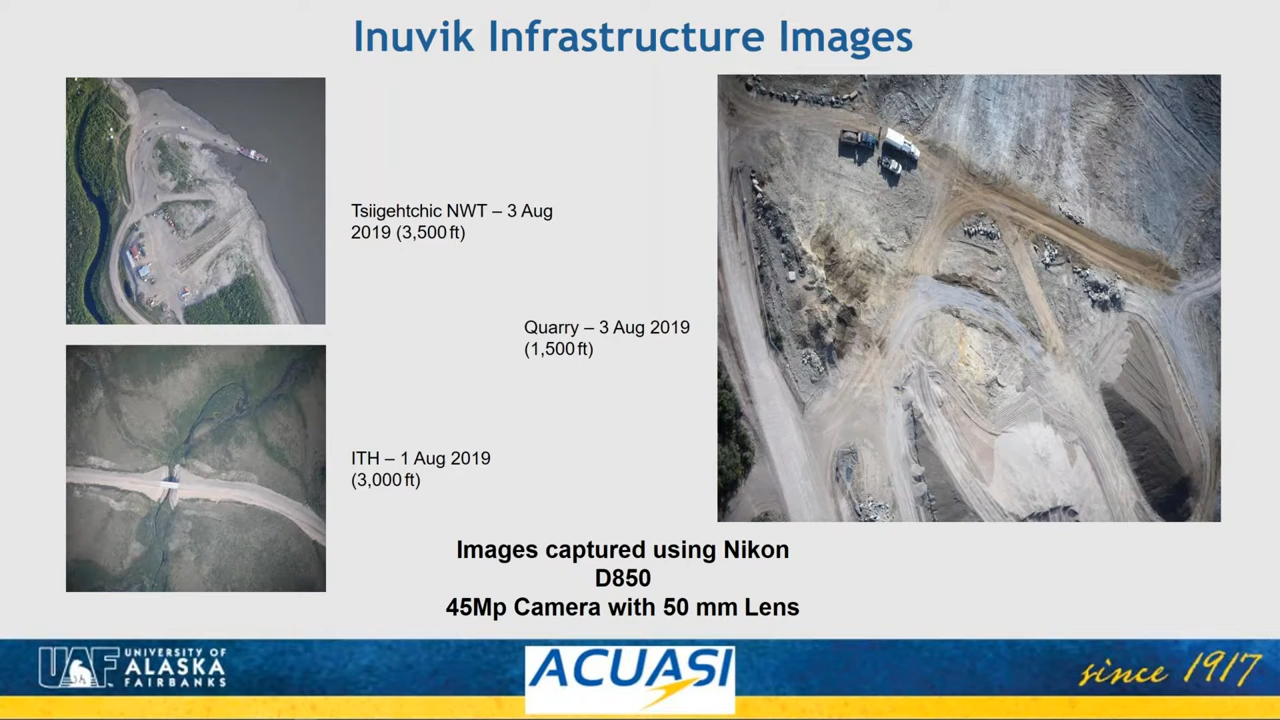 Inuvik Infrastructure Images
Tsiigehtchic NWT – 3 Aug
2019 (3,500 ft)
Quarry – 3 Aug 2019
(1,500 ft)
ITH – 1 Aug 2019
(3,000 ft)
Images captured using Nikon
D850
45Mp Camera with 50 mm Lens
UAF
UNIVERSITY OF
ALASKA
FAIRBANKS
ACUASI
since 1917